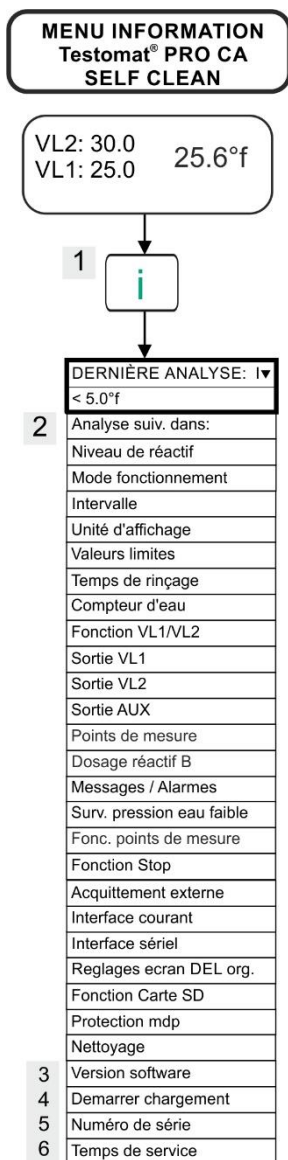 MENU INFORMATION
Testomat® PRO CA
SELF CLEAN
VL2: 30.0
VL1: 25.0
25.6°f
1
i
DERNIÈRE ANALYSE: I▼
< 5.0°f
2
Analyse suiv. dans:
Niveau de réactif
Mode fonctionnement
Intervalle
Unité d'affichage
Valeurs limites
Temps de rinçage
Compteur d'eau
Fonction VL1/VL2
Sortie VL1
Sortie VL2
Sortie AUX
Points de mesure
Dosage réactif B
Messages / Alarmes
Surv. pression eau faible
Fonc. points de mesure
Fonction Stop
Acquittement externe
Interface courant
Interface sériel
Reglages ecran DEL org.
Fonction Carte SD
Protection mdp
Nettoyage
3 Version software
4 Demarrer chargement
5 Numéro de série
6 Temps de service